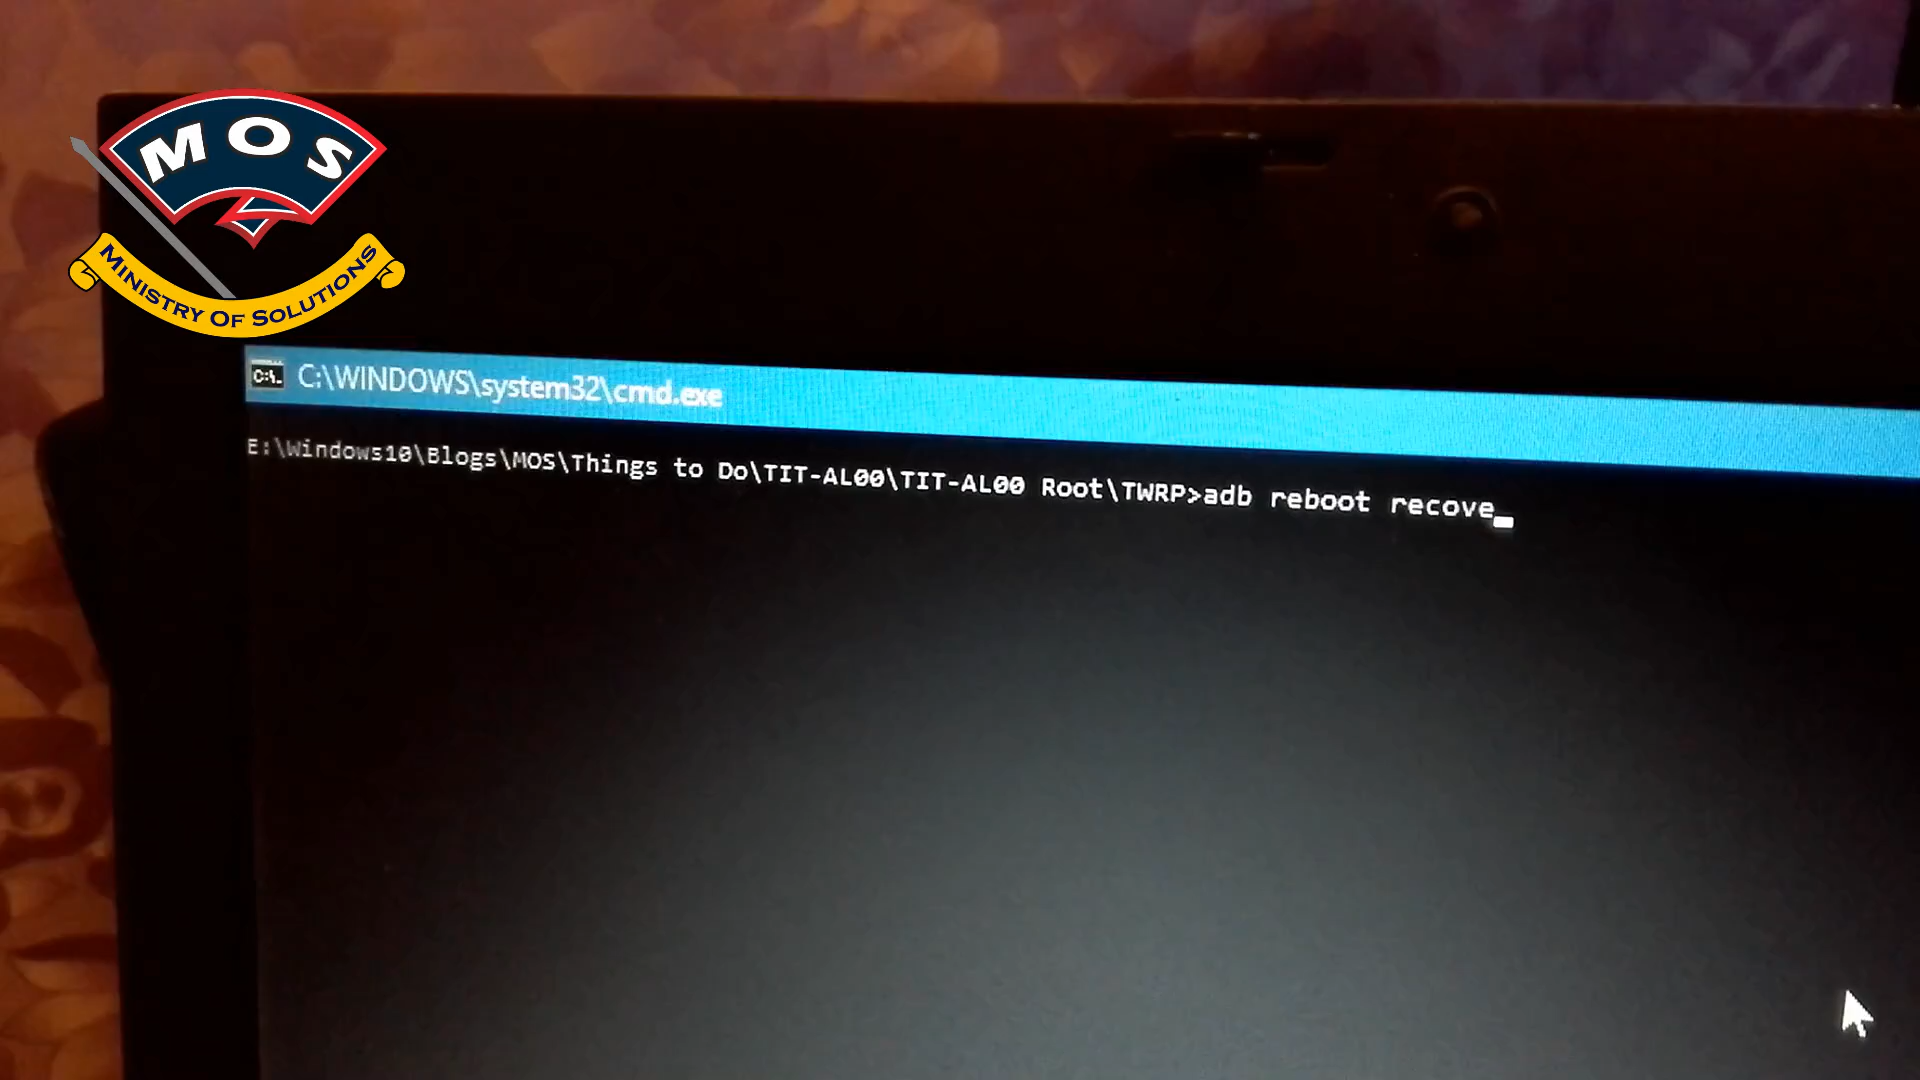 MOS
MINISTRY OF SOLUTIONS
C:\WINDOWS\system32\cmd.exe
E:\Windows10\Blogs\MOS\Things to Do\TIT-AL00\TIT-AL00 Root\TWRP>adb reboot recove_